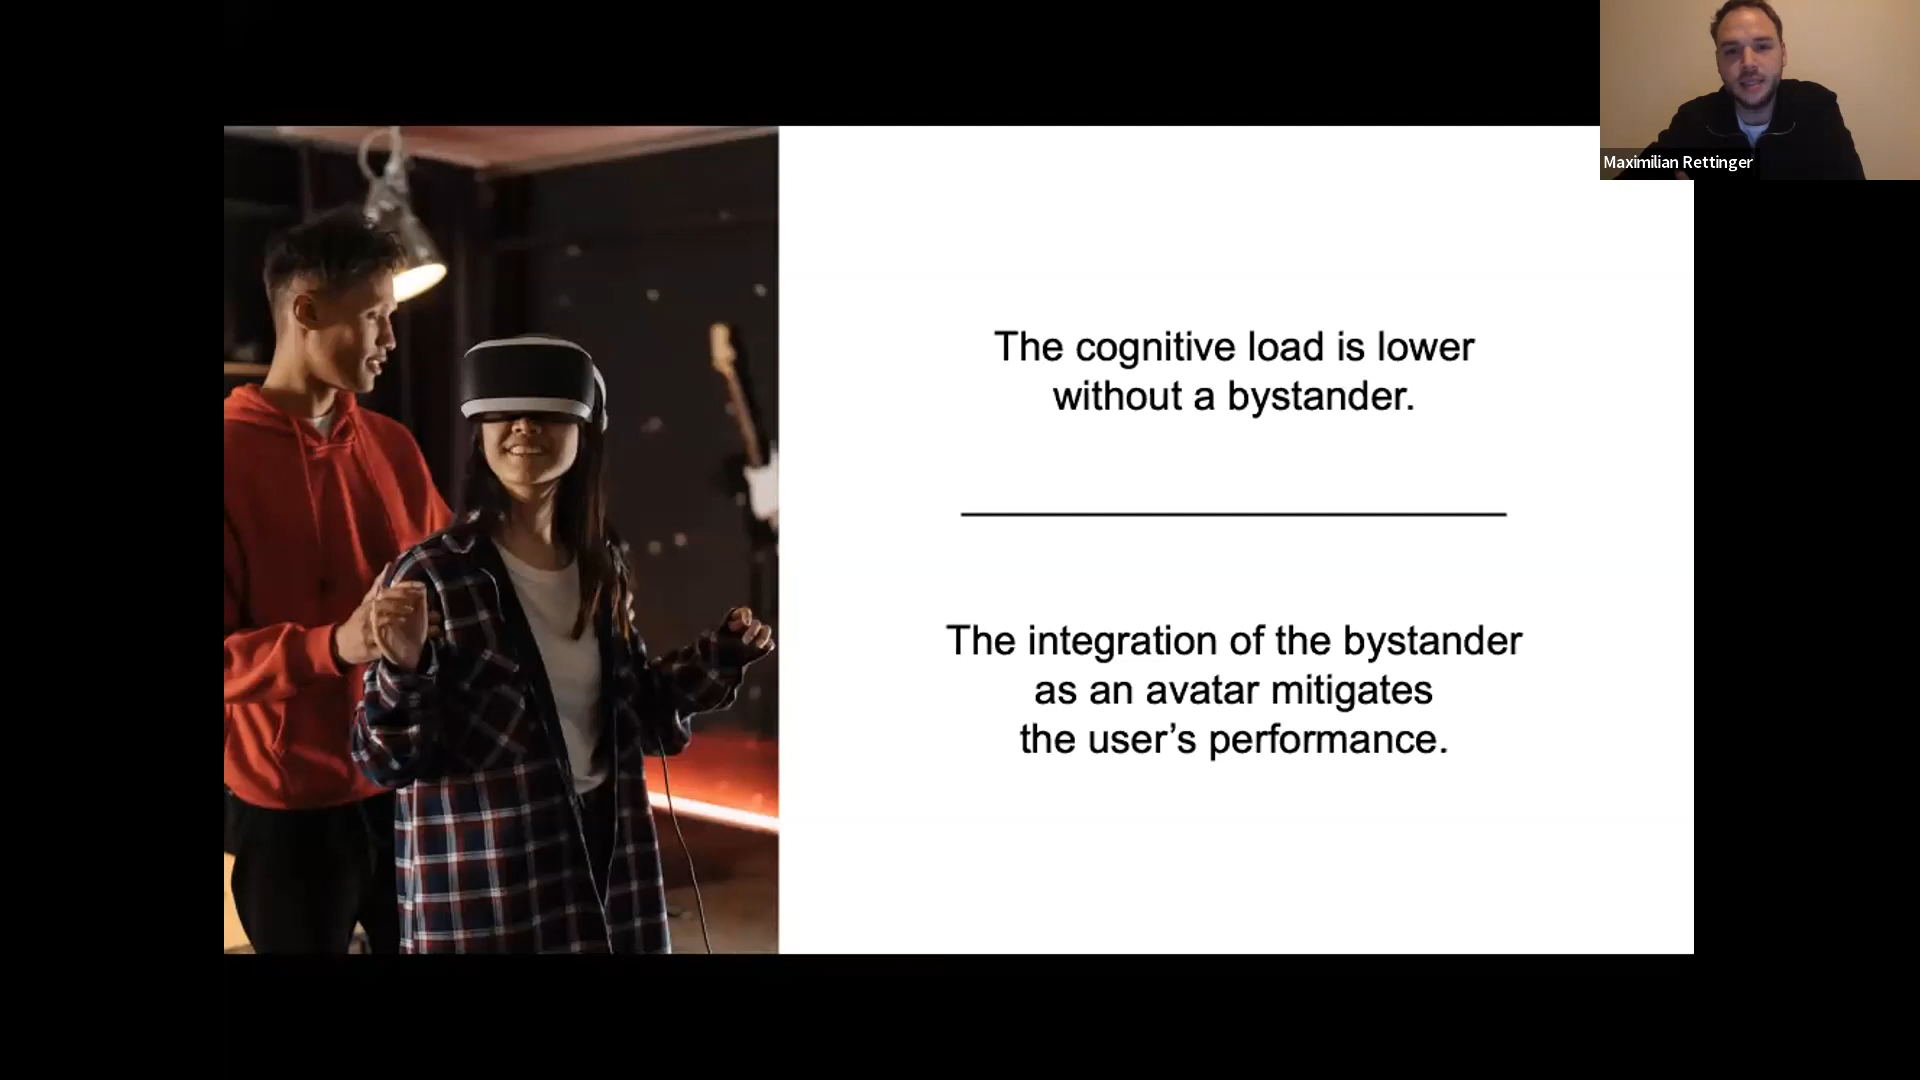 Maximilian Rettinger
The cognitive load is lower
without a bystander.
The integration of the bystander
as an avatar mitigates
the user’s performance.